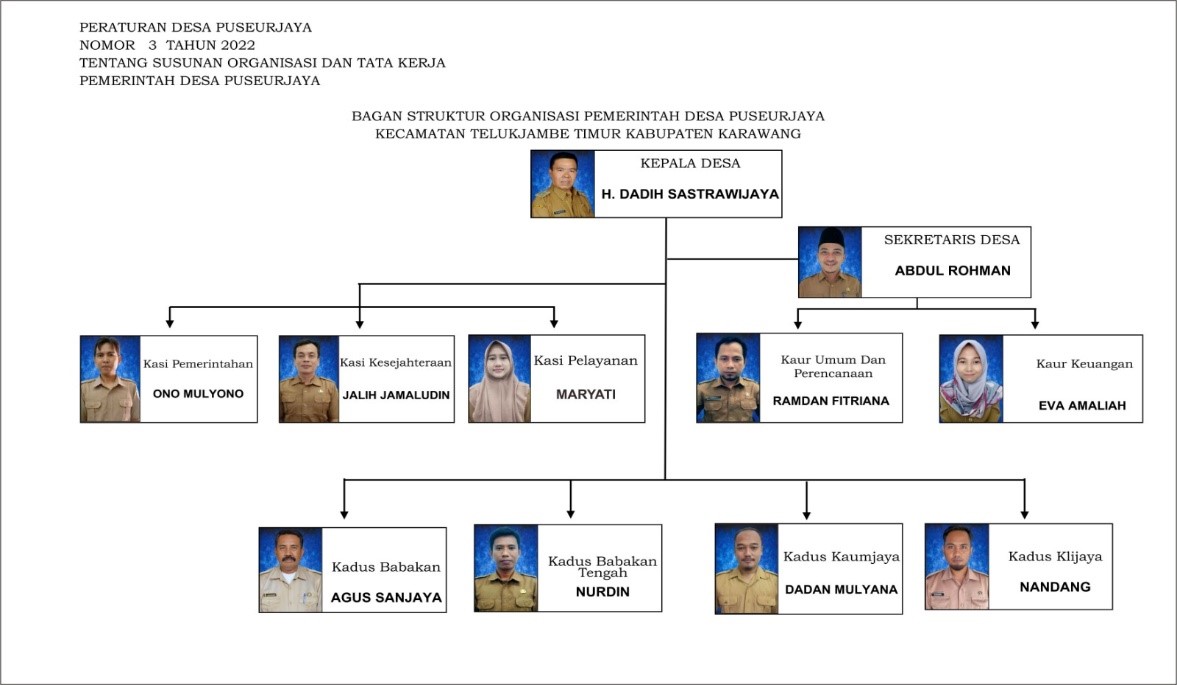 PERATURAN DESA PUSEURJAYA
NOMOR 3 TAHUN 2022
TENTANG SUSUNAN ORGANISASI DAN TATA KERJA
PEMERINTAH DESA PUSEURJAYA
BAGAN STRUKTUR ORGANISASI PEMERINTAH DESA PUSEURJAYA
KECAMATAN TELUKJAMBE TIMUR KABUPATEN KARAWANG
KEPALA DESA
H. DADIH SASTRAWIJAYA
SEKRETARIS DESA
ABDUL ROHMAN
Kasi Pemerintahan
ONO MULYONO
Kasi Kesejahteraan
JALIH JAMALUDIN
Kasi Pelayanan
MARYATI
Kaur Umum Dan
Perencanaan
RAMDAN FITRIANA
Kaur Keuangan
EVA AMALIAH
Kadus Babakan
AGUS SANJAYA
Kadus Babakan
Tengah
NURDIN
Kadus Kaumjaya
DADAN MULYANA
Kadus Klijaya
NANDANG